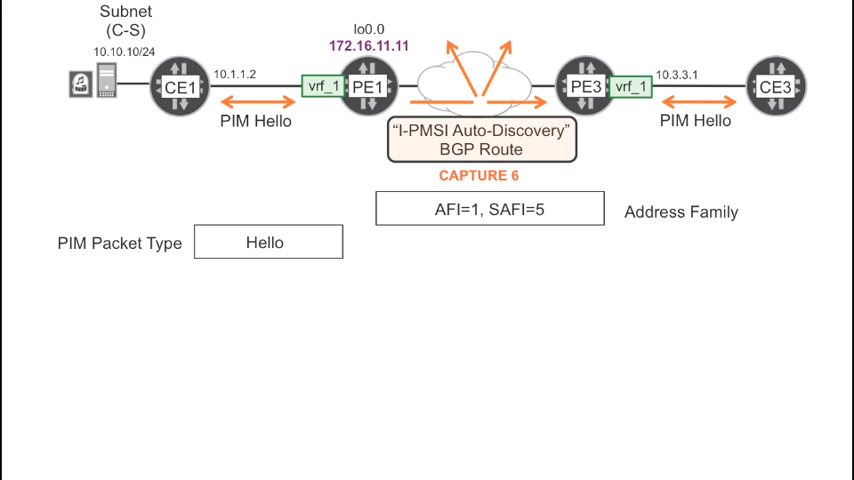 Subnet
(C-S)
10.10.10/24
lo0.0
172.16.11.11
CE1
10.1.1.2
vrf_1
PE1
PE3
vrf_1
10.3.3.1
CE3
PIM Hello
PIM Hello
“I-PMSI Auto-Discovery”
BGP Route
CAPTURE 6
AFI=1, SAFI=5
Address Family
PIM Packet Type
Hello